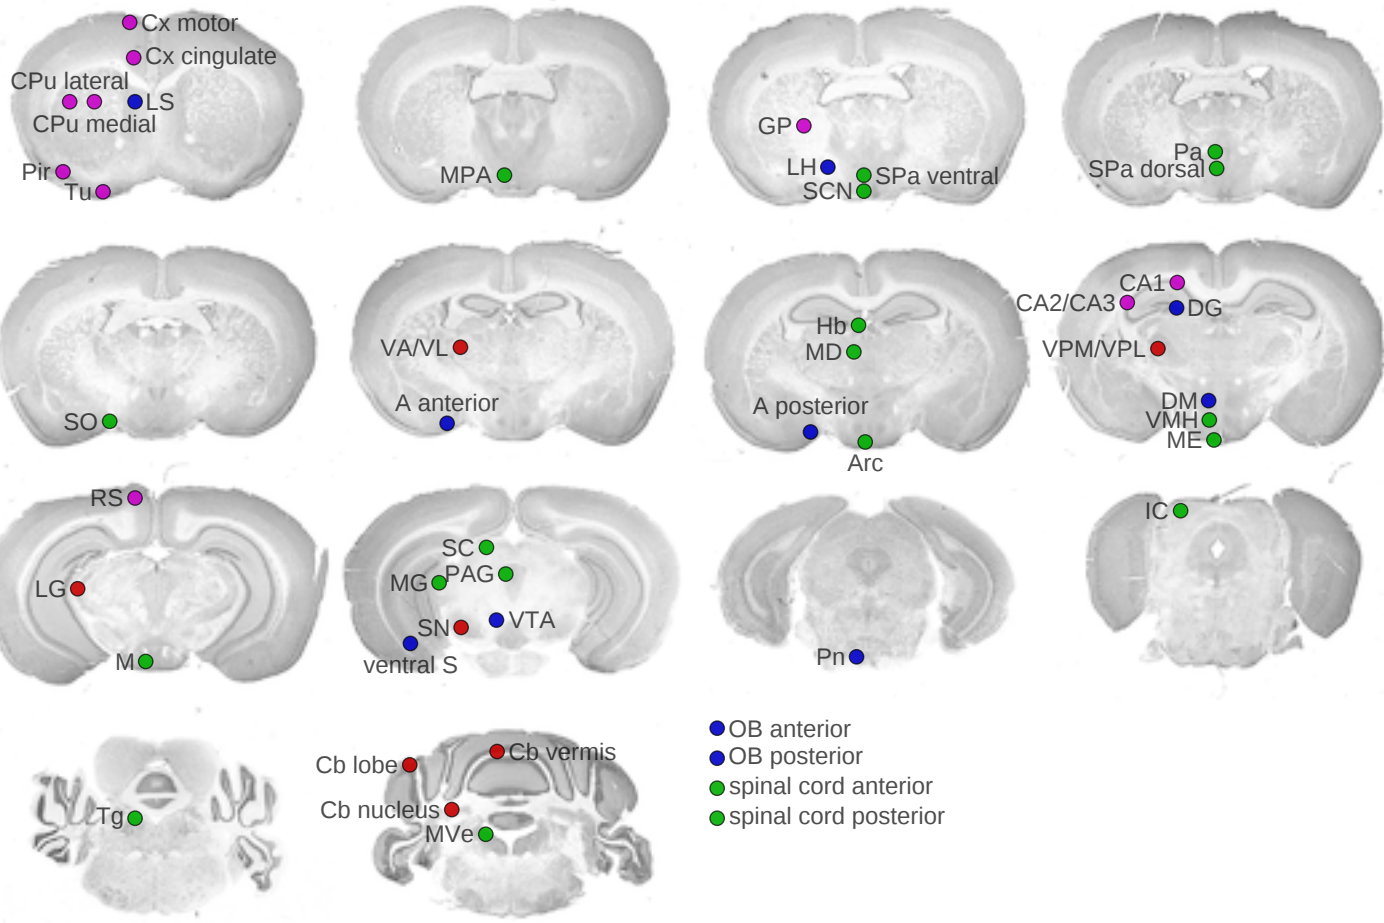 Cx motor
Cx cingulate
CPu lateral
LS
CPu medial
Pir
Tu
MPA
GP
LH
SPa ventral
SCN
Pa
SPa dorsal
SO
VA/VL
A anterior
Hb
MD
A posterior
Arc
CA1
CA2/CA3
DG
VPM/VPL
DM
VMH
ME
RS
LG
M
SC
MG
PAG
SN
VTA
ventral S
Pn
IC
Tg
Cb vermis
Cb lobe
Cb nucleus
MVe
OB anterior
OB posterior
spinal cord anterior
spinal cord posterior